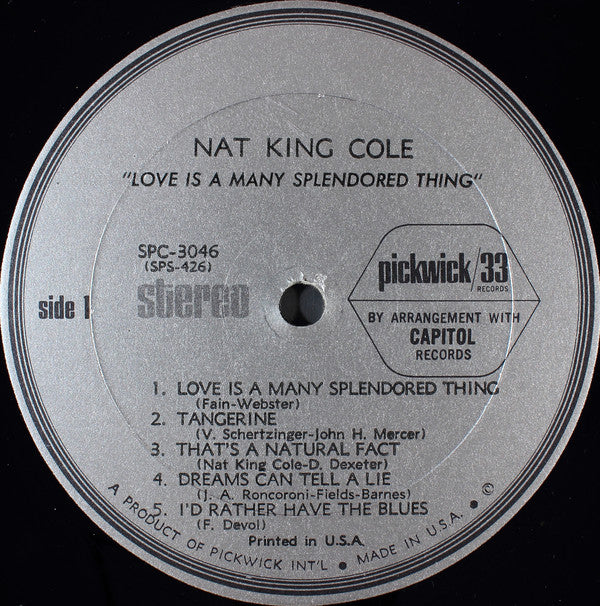 NAT KING COLE
"LOVE IS A MANY SPLENDORED THING"
SPC-3046
(SPS-426)
side 1
stereo
pickwick/33
RECORDS
BY ARRANGEMENT WITH
CAPITOL
RECORDS
1. LOVE IS A MANY SPLENDORED THING
(Fain-Webster)
2. TANGERINE
(V. Schertzinger-John H. Mercer)
3. THAT'S A NATURAL FACT
(Nat King Cole-D. Dexeter)
4. DREAMS CAN TELL A LIE
(J. A. Roncoroni-Fields-Barnes)
5. I'D RATHER HAVE THE BLUES
(F. Devol)
Printed in U.S.A.
A PRODUCT OF PICKWICK INT'L ● MADE IN U.S.A. ● ©